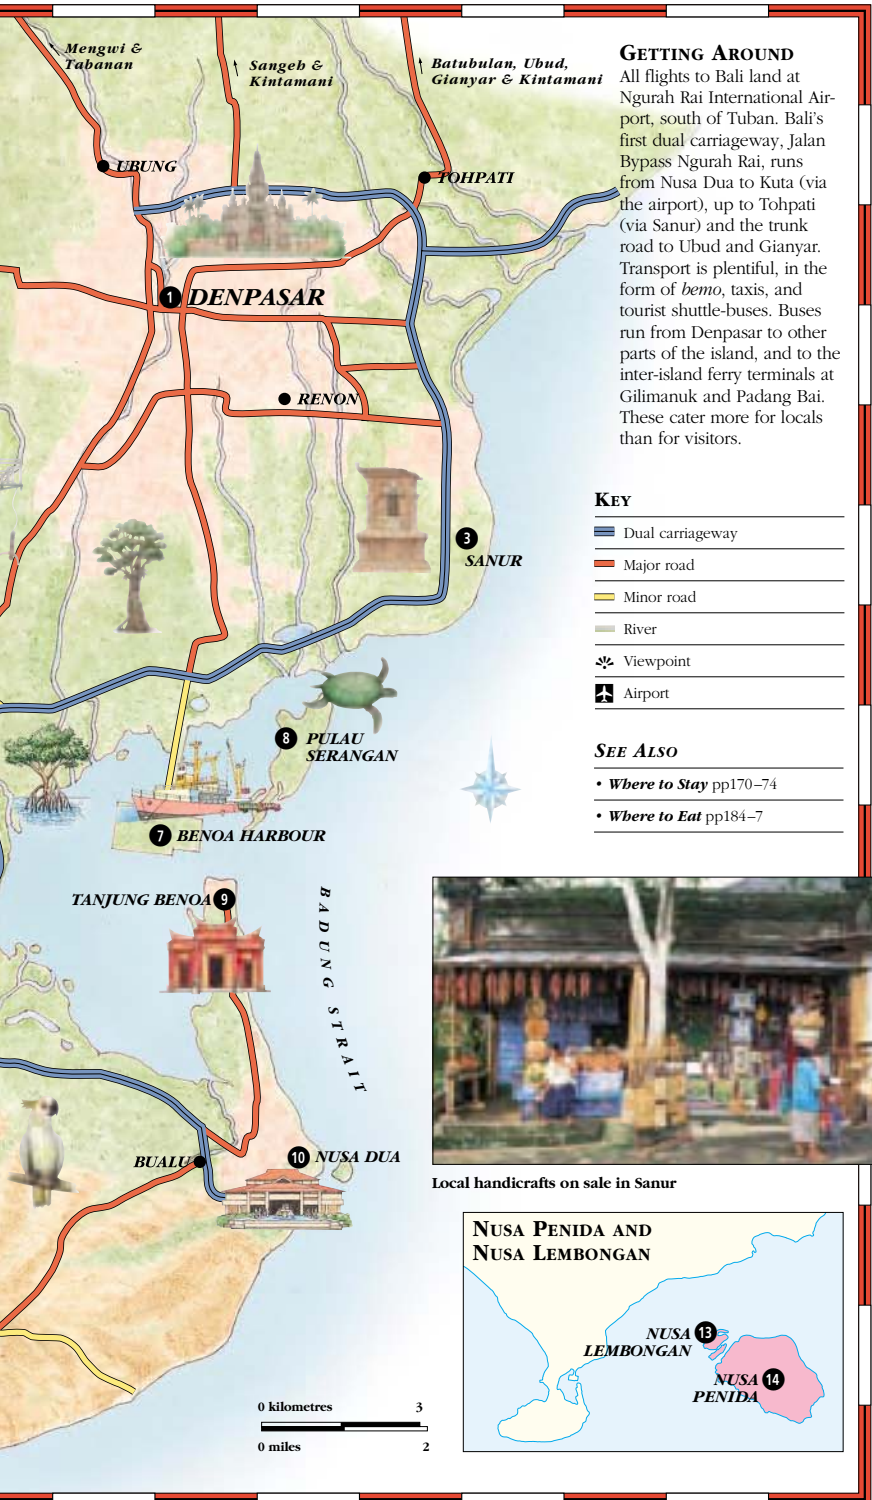 Mengwi &
Tabanan
Sangeh &
Kintamani
Batubulan, Ubud,
Gianyar & Kintamani
UBUNG
TOHPATI
1 DENPASAR
RENON
3
SANUR
8 PULAU
SERANGAN
7 BENOA HARBOUR
TANJUNG BENOA 9
BADUNG STRAIT
BUALU
10 NUSA DUA
0 kilometres 3
0 miles 2
GETTING AROUND
All flights to Bali land at
Ngurah Rai International Air-
port, south of Tuban. Bali's
first dual carriageway, Jalan
Bypass Ngurah Rai, runs
from Nusa Dua to Kuta (via
the airport), up to Tohpati
(via Sanur) and the trunk
road to Ubud and Gianyar.
Transport is plentiful, in the
form of bemo, taxis, and
tourist shuttle-buses. Buses
run from Denpasar to other
parts of the island, and to the
inter-island ferry terminals at
Gilimanuk and Padang Bai.
These cater more for locals
than for visitors.
KEY
Dual carriageway
Major road
Minor road
River
Viewpoint
Airport
SEE ALSO
• Where to Stay pp170–74
• Where to Eat pp184–7
Local handicrafts on sale in Sanur
NUSA PENIDA AND
NUSA LEMBONGAN
NUSA 13
LEMBONGAN
NUSA 14
PENIDA